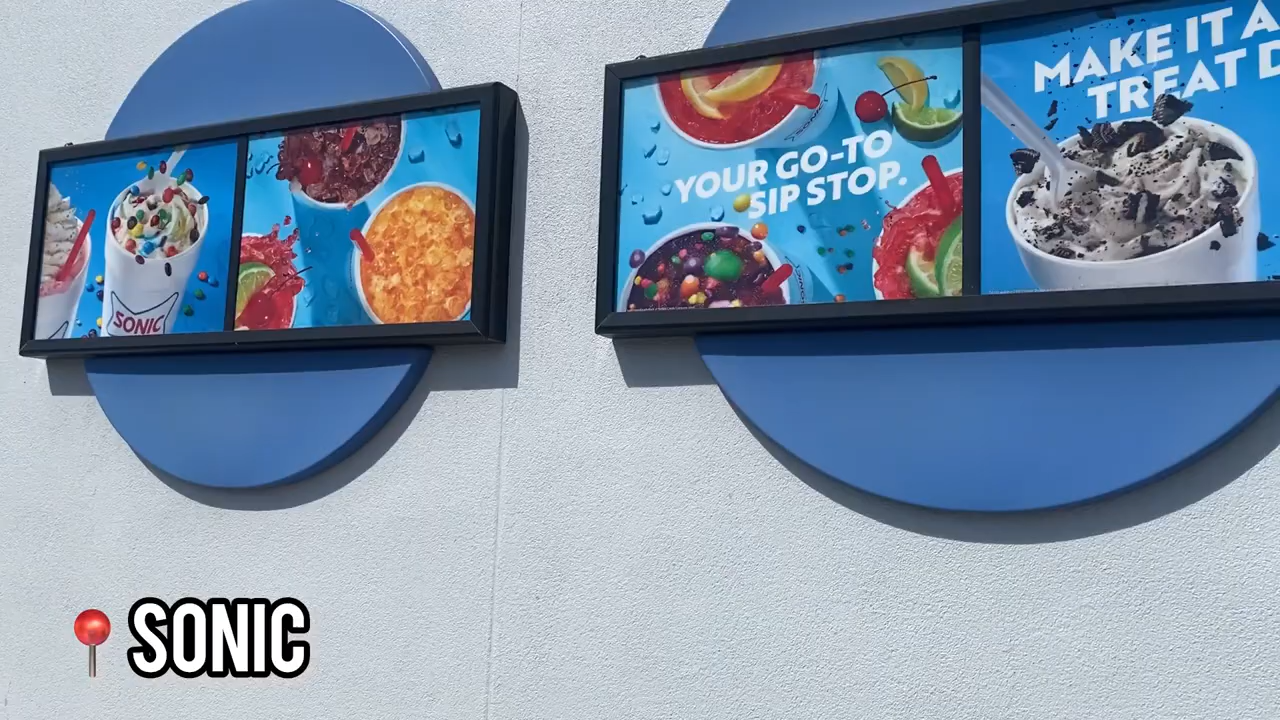 SONIC
YOUR GO-TO
SIP STOP.
MAKE IT A
TREAT D
SONIC